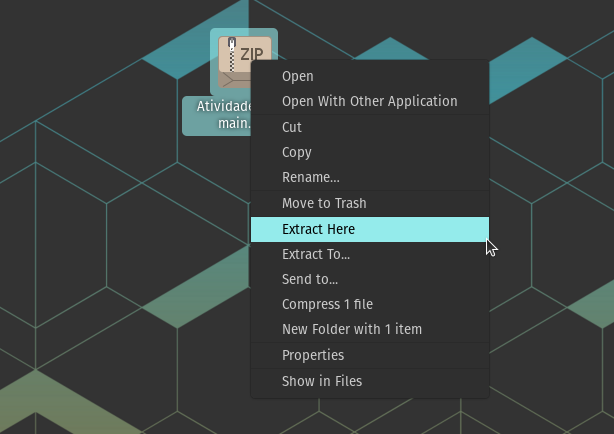 ZIP
Atividade
main.
Open
Open With Other Application
Cut
Copy
Rename...
Move to Trash
Extract Here
Extract To...
Send to...
Compress 1 file
New Folder with 1 item
Properties
Show in Files